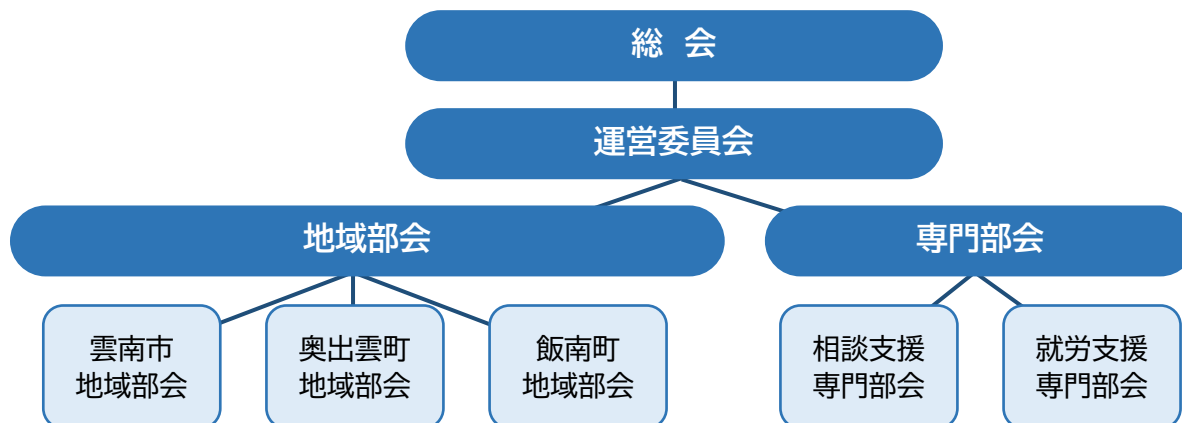 総 会
運営委員会
地域部会
専門部会
雲南市
地域部会
奥出雲町
地域部会
飯南町
地域部会
相談支援
専門部会
就労支援
専門部会